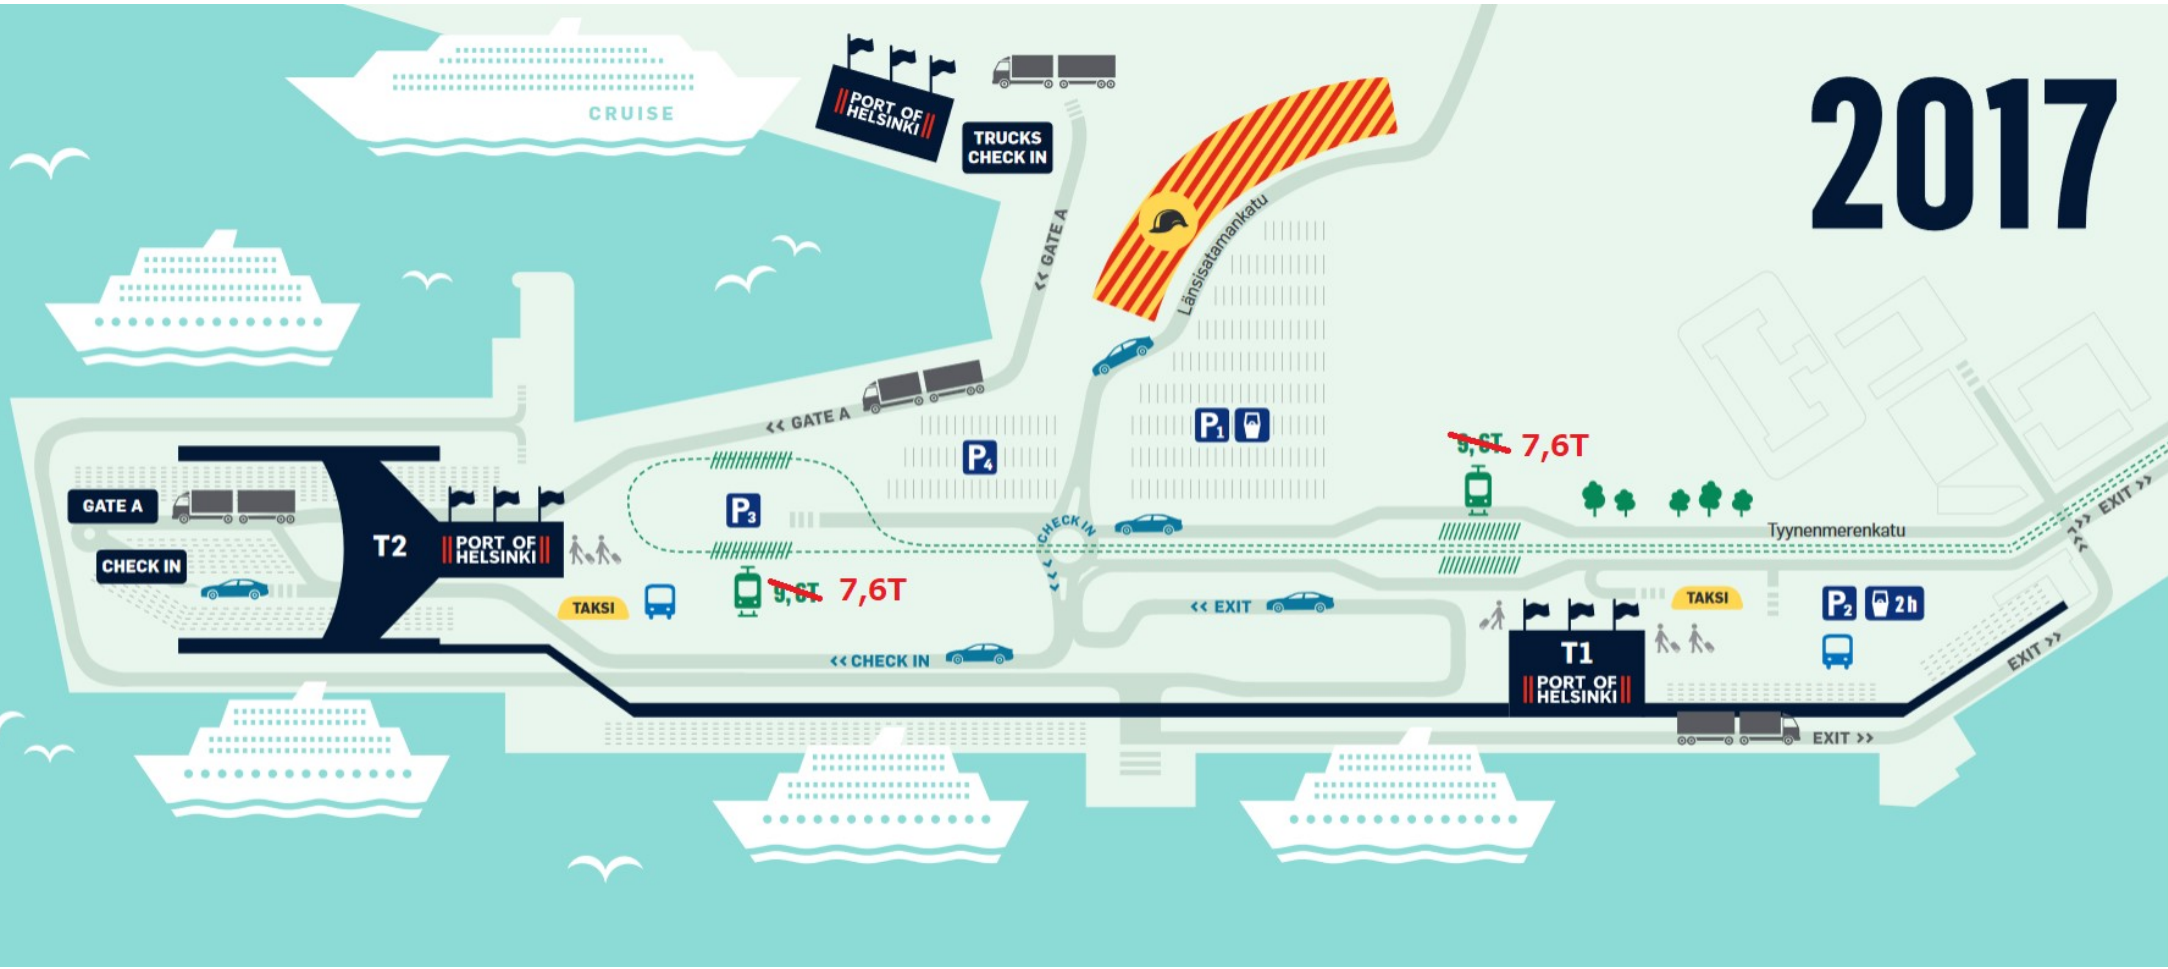 2017
CRUISE
PORT OF
HELSINKI
TRUCKS
CHECK IN
<< GATE A
Länsisatamankatu
<< GATE A
P1
P4
9,6T 7,6T
GATE A
P3
CHECK IN
Tyynenmerenkatu
EXIT >>
T2
PORT OF
HELSINKI
CHECK IN
TAKSI
9,6T 7,6T
<< EXIT
TAKSI
P2 2h
<< CHECK IN
T1
PORT OF
HELSINKI
EXIT >>
EXIT >>